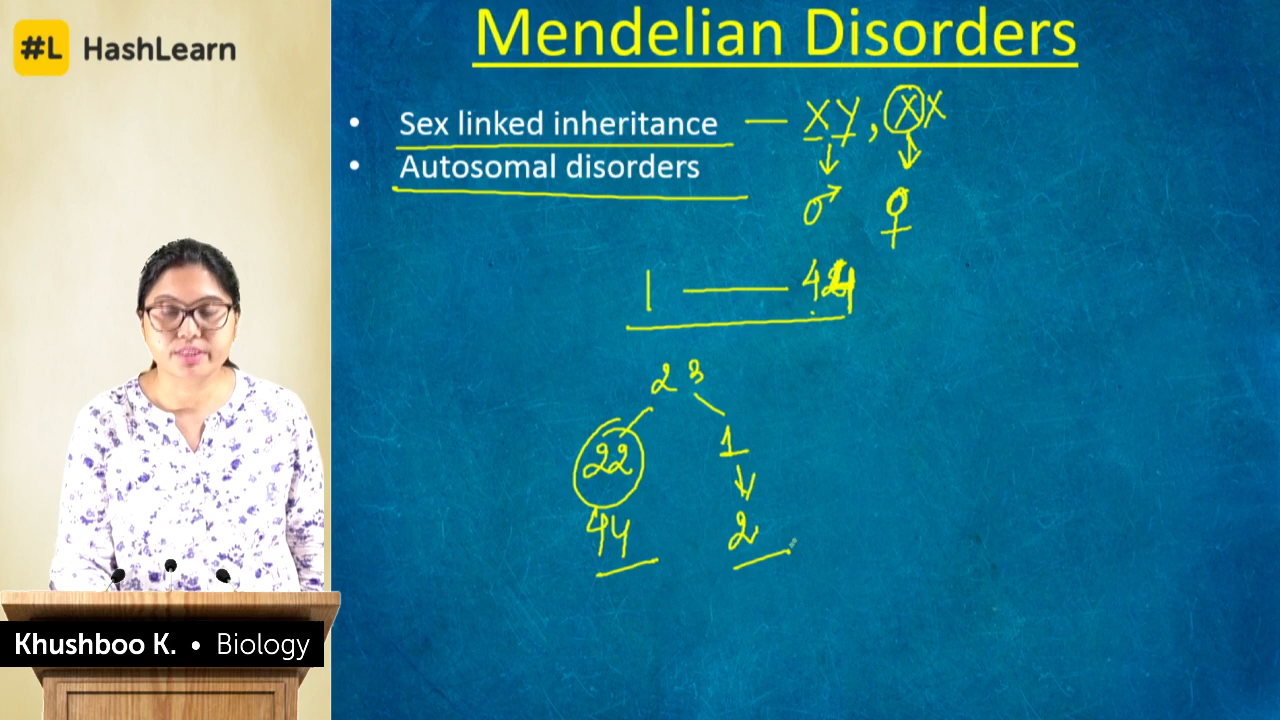 #L HashLearn
Mendelian Disorders
• Sex linked inheritance — XY, XX
• Autosomal disorders
♂ ♀
1 — 44
23
22 1
44 2
Khushboo K. • Biology